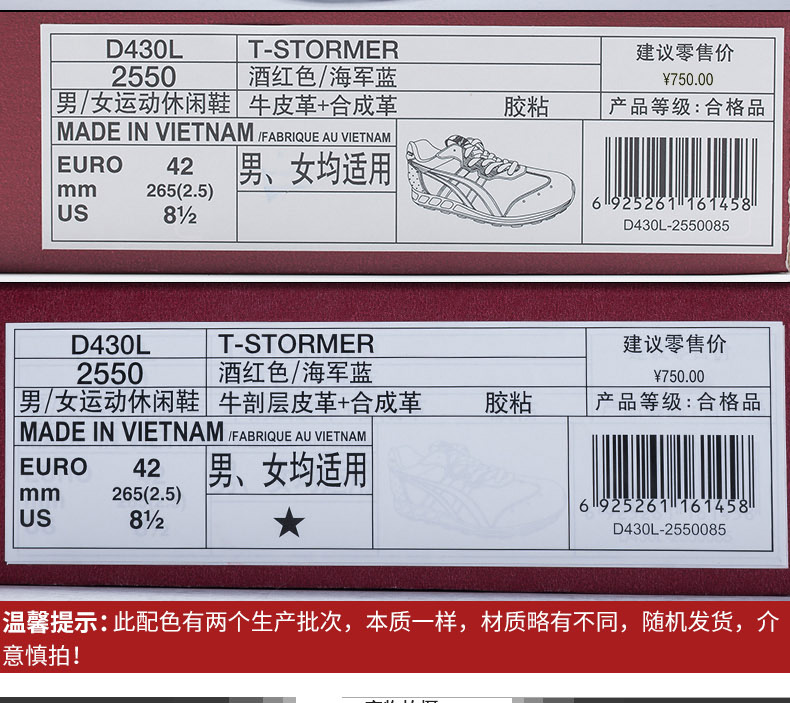 D430L
T-STORMER
建议零售价
2550
酒红色/海军蓝
¥750.00
男/女运动休闲鞋
牛皮革+合成革
胶粘
产品等级:合格品
MADE IN VIETNAM /FABRIQUE AU VIETNAM
EURO 42
男、女均适用
mm 265(2.5)
US 8½
6 925261 161458
D430L-2550085
D430L
T-STORMER
建议零售价
2550
酒红色/海军蓝
¥750.00
男/女运动休闲鞋
牛剖层皮革+合成革
胶粘
产品等级:合格品
MADE IN VIETNAM /FABRIQUE AU VIETNAM
EURO 42
男、女均适用
mm 265(2.5)
US 8½
★
6 925261 161458
D430L-2550085
温馨提示:此配色有两个生产批次，本质一样，材质略有不同，随机发货，介
意慎拍！